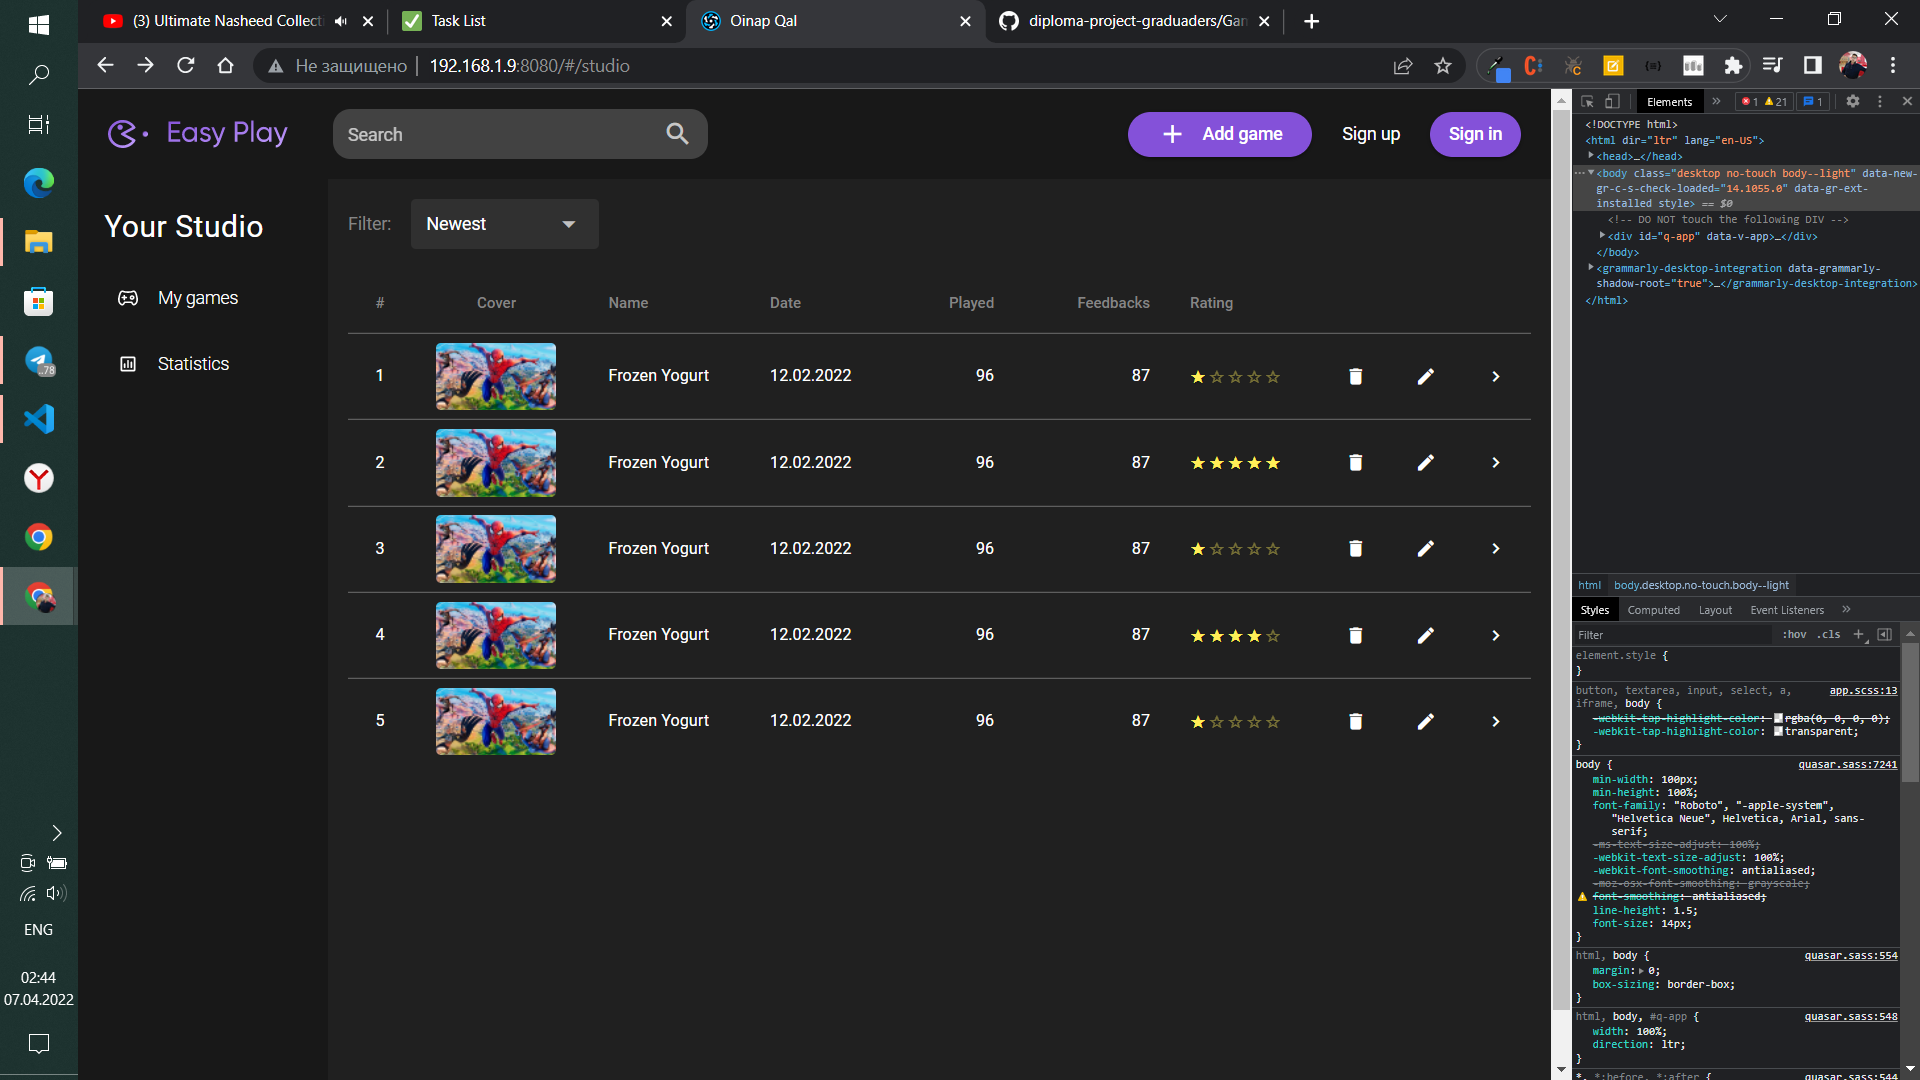 (3) Ultimate Nasheed Collecti
Task List
Oinap Qal
diploma-project-graduaders/Gan
Не защищено
192.168.1.9:8080/#/studio
Easy Play
Search
Add game
Sign up
Sign in
Your Studio
My games
Statistics
Filter:
Newest
# Cover Name Date Played Feedbacks Rating
1 Frozen Yogurt 12.02.2022 96 87
2 Frozen Yogurt 12.02.2022 96 87
3 Frozen Yogurt 12.02.2022 96 87
4 Frozen Yogurt 12.02.2022 96 87
5 Frozen Yogurt 12.02.2022 96 87
Elements
1 21 1
<!DOCTYPE html>
<html dir="ltr" lang="en-US">
<head>…</head>
<body class="desktop no-touch body--light" data-new-
gr-c-s-check-loaded="14.1055.0" data-gr-ext-
installed style> == $0
<!-- DO NOT touch the following DIV -->
<div id="q-app" data-v-app>…</div>
</body>
<grammarly-desktop-integration data-grammarly-
shadow-root="true">…</grammarly-desktop-integration>
</html>
html body.desktop.no-touch.body--light
Styles Computed Layout Event Listeners
Filter :hov .cls
element.style {
}
button, textarea, input, select, a, app.scss:13
iframe, body {
-webkit-tap-highlight-color: rgba(0, 0, 0, 0);
-webkit-tap-highlight-color: transparent;
}
body { quasar.sass:7241
min-width: 100px;
min-height: 100%;
font-family: "Roboto", "-apple-system",
"Helvetica Neue", Helvetica, Arial, sans-
serif;
-ms-text-size-adjust: 100%;
-webkit-text-size-adjust: 100%;
-webkit-font-smoothing: antialiased;
-moz-osx-font-smoothing: grayscale;
font-smoothing: antialiased;
line-height: 1.5;
font-size: 14px;
}
html, body { quasar.sass:554
margin: 0;
box-sizing: border-box;
}
html, body, #q-app { quasar.sass:548
width: 100%;
direction: ltr;
}
*, *:before, *:after { quasar.sass:544
..78
ENG
02:44
07.04.2022